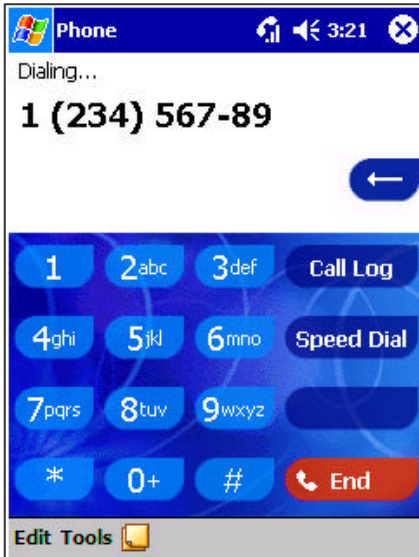 Phone 3:21
Dialing...
1 (234) 567-89
1 2abc 3def Call Log
4ghi 5jkl 6mno Speed Dial
7pqrs 8tuv 9wxyz
* 0+ # End
Edit Tools